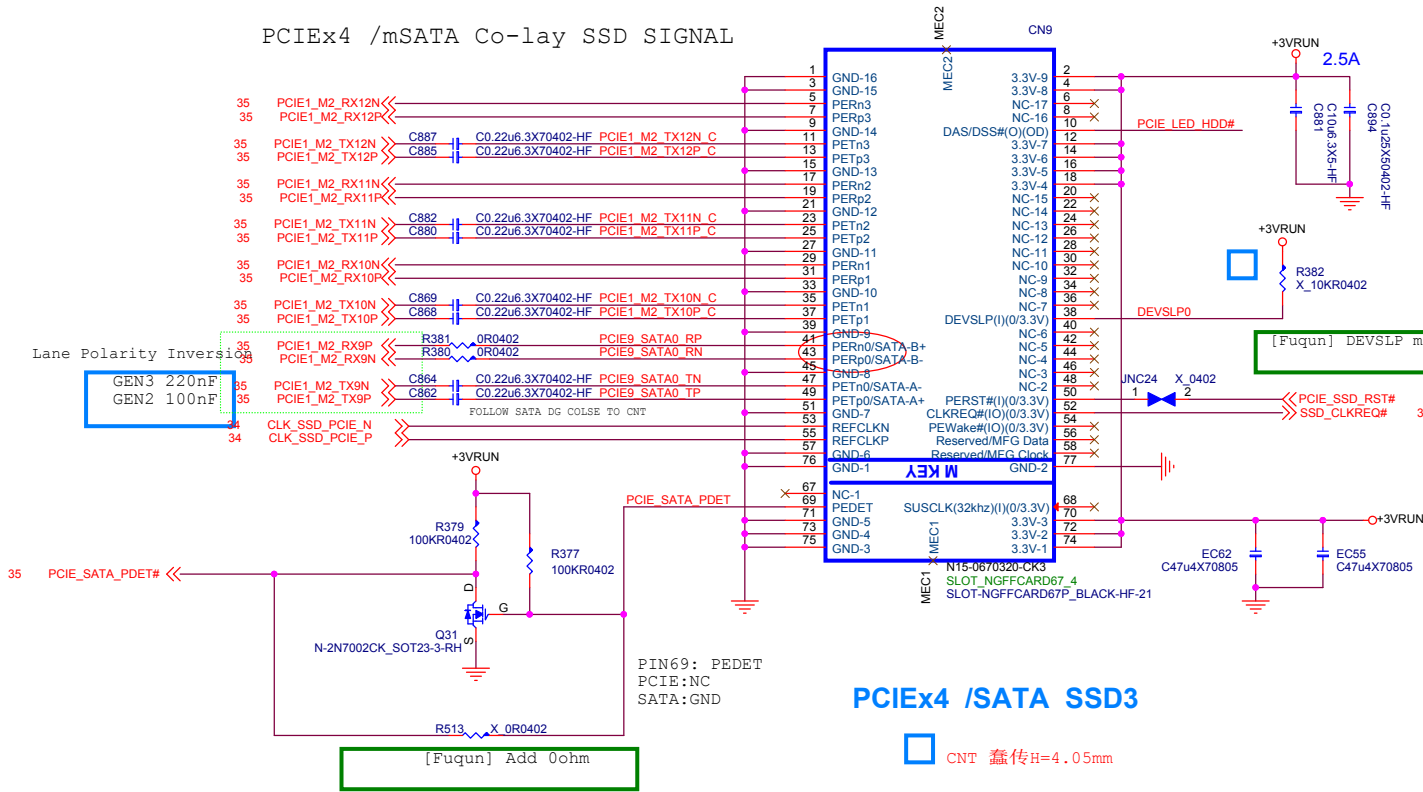 PCIEx4 /mSATA Co-lay SSD SIGNAL
MEC2
CN9
MEC2
+3VRUN
2.5A
C10u6.3X5-HF
C881
C0.1u25X50402-HF
C894
1 GND-16 3.3V-9 2
3 GND-15 3.3V-8 4
35 PCIE1_M2_RX12N 5 PERn3 NC-17 6
35 PCIE1_M2_RX12P 7 PERp3 NC-16 8
9 GND-14 DAS/DSS#(O)(OD) 10 PCIE_LED_HDD#
35 PCIE1_M2_TX12N C887 C0.22u6.3X70402-HF PCIE1_M2_TX12N_C 11 PETn3 3.3V-7 12
35 PCIE1_M2_TX12P C885 C0.22u6.3X70402-HF PCIE1_M2_TX12P_C 13 PETp3 3.3V-6 14
15 GND-13 3.3V-5 16
35 PCIE1_M2_RX11N 17 PERn2 3.3V-4 18
35 PCIE1_M2_RX11P 19 PERp2 NC-15 20
21 GND-12 NC-14 22
35 PCIE1_M2_TX11N C882 C0.22u6.3X70402-HF PCIE1_M2_TX11N_C 23 PETn2 NC-13 24
35 PCIE1_M2_TX11P C880 C0.22u6.3X70402-HF PCIE1_M2_TX11P_C 25 PETp2 NC-12 26
27 GND-11 NC-11 28
35 PCIE1_M2_RX10N 29 PERn1 NC-10 30
35 PCIE1_M2_RX10P 31 PERp1 NC-9 32
33 GND-10 NC-8 34
35 PCIE1_M2_TX10N C869 C0.22u6.3X70402-HF PCIE1_M2_TX10N_C 35 PETn1 NC-7 36
35 PCIE1_M2_TX10P C868 C0.22u6.3X70402-HF PCIE1_M2_TX10P_C 37 PETp1 DEVSLP(I)(0/3.3V) 38 DEVSLP0
+3VRUN
R382
X_10KR0402
39 GND-9 NC-6 40
35 PCIE1_M2_RX9P R381 0R0402 PCIE9_SATA0_RP 41 PERn0/SATA-B+ NC-5 42
35 PCIE1_M2_RX9N R380 0R0402 PCIE9_SATA0_RN 43 PERp0/SATA-B- NC-4 44
[Fuqun] DEVSLP m
Lane Polarity Inversion
GEN3 220nF
GEN2 100nF
45 GND-8 NC-3 46
35 PCIE1_M2_TX9N C864 C0.22u6.3X70402-HF PCIE9_SATA0_TN 47 PETn0/SATA-A- NC-2 48
35 PCIE1_M2_TX9P C862 C0.22u6.3X70402-HF PCIE9_SATA0_TP 49 PETp0/SATA-A+ PERST#(I)(0/3.3V) 50 JNC24 1 X_0402 2 PCIE_SSD_RST#
FOLLOW SATA DG COLSE TO CNT
51 GND-7 CLKREQ#(IO)(0/3.3V) 52 SSD_CLKREQ# 3
34 CLK_SSD_PCIE_N 53 REFCLKN PEWake#(IO)(0/3.3V) 54
34 CLK_SSD_PCIE_P 55 REFCLKP Reserved/MFG Data 56
57 GND-6 Reserved/MFG Clock 58
76 GND-1 GND-2 77
M KEY
67 NC-1
69 PEDET SUSCLK(32khz)(I)(0/3.3V) 68
PCIE_SATA_PDET
71 GND-5 3.3V-3 70
73 GND-4 3.3V-2 72
75 GND-3 3.3V-1 74
MEC1
MEC1
+3VRUN
EC62
C47u4X70805
EC55
C47u4X70805
N15-0670320-CK3
SLOT_NGFFCARD67_4
SLOT-NGFFCARD67P_BLACK-HF-21
+3VRUN
R379
100KR0402
R377
100KR0402
35 PCIE_SATA_PDET#
D
G
S
Q31
N-2N7002CK_SOT23-3-RH
PIN69: PEDET
PCIE:NC
SATA:GND
R513 X_0R0402
[Fuqun] Add 0ohm
PCIEx4 /SATA SSD3
CNT 蠢传H=4.05mm